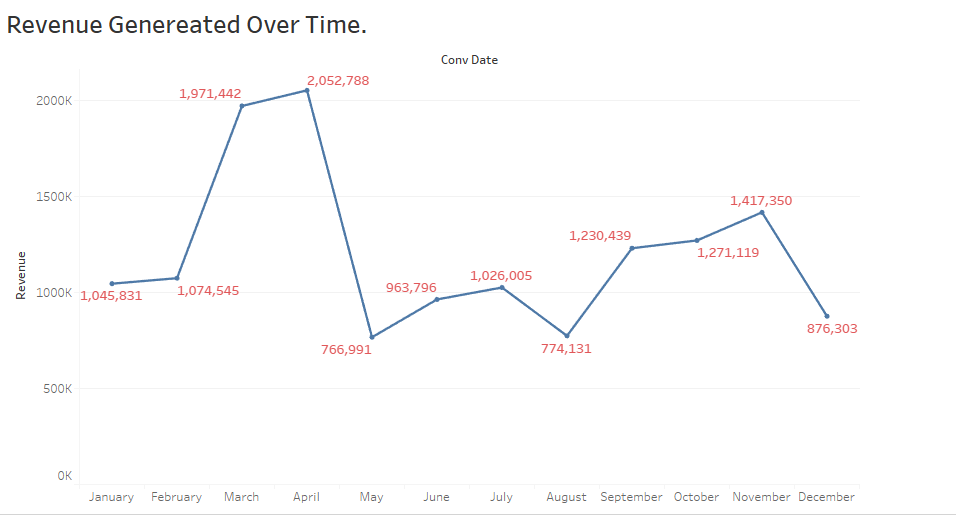 Revenue Genereated Over Time.
Conv Date
2,052,788
1,971,442
2000K
1500K
1,417,350
1,230,439
1,271,119
Revenue
1,026,005
963,796
1000K
1,045,831
1,074,545
876,303
766,991
774,131
500K
0K
January February March April May June July August September October November December